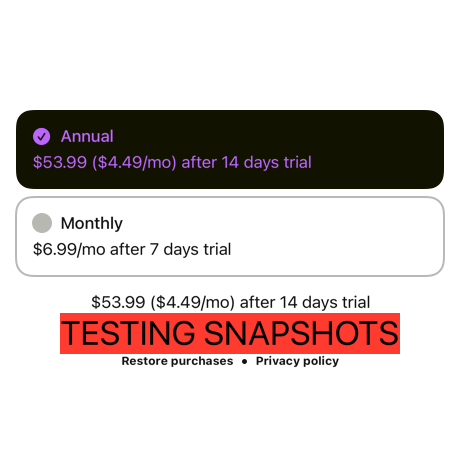 Annual
$53.99 ($4.49/mo) after 14 days trial
Monthly
$6.99/mo after 7 days trial
$53.99 ($4.49/mo) after 14 days trial
TESTING SNAPSHOTS
Restore purchases • Privacy policy